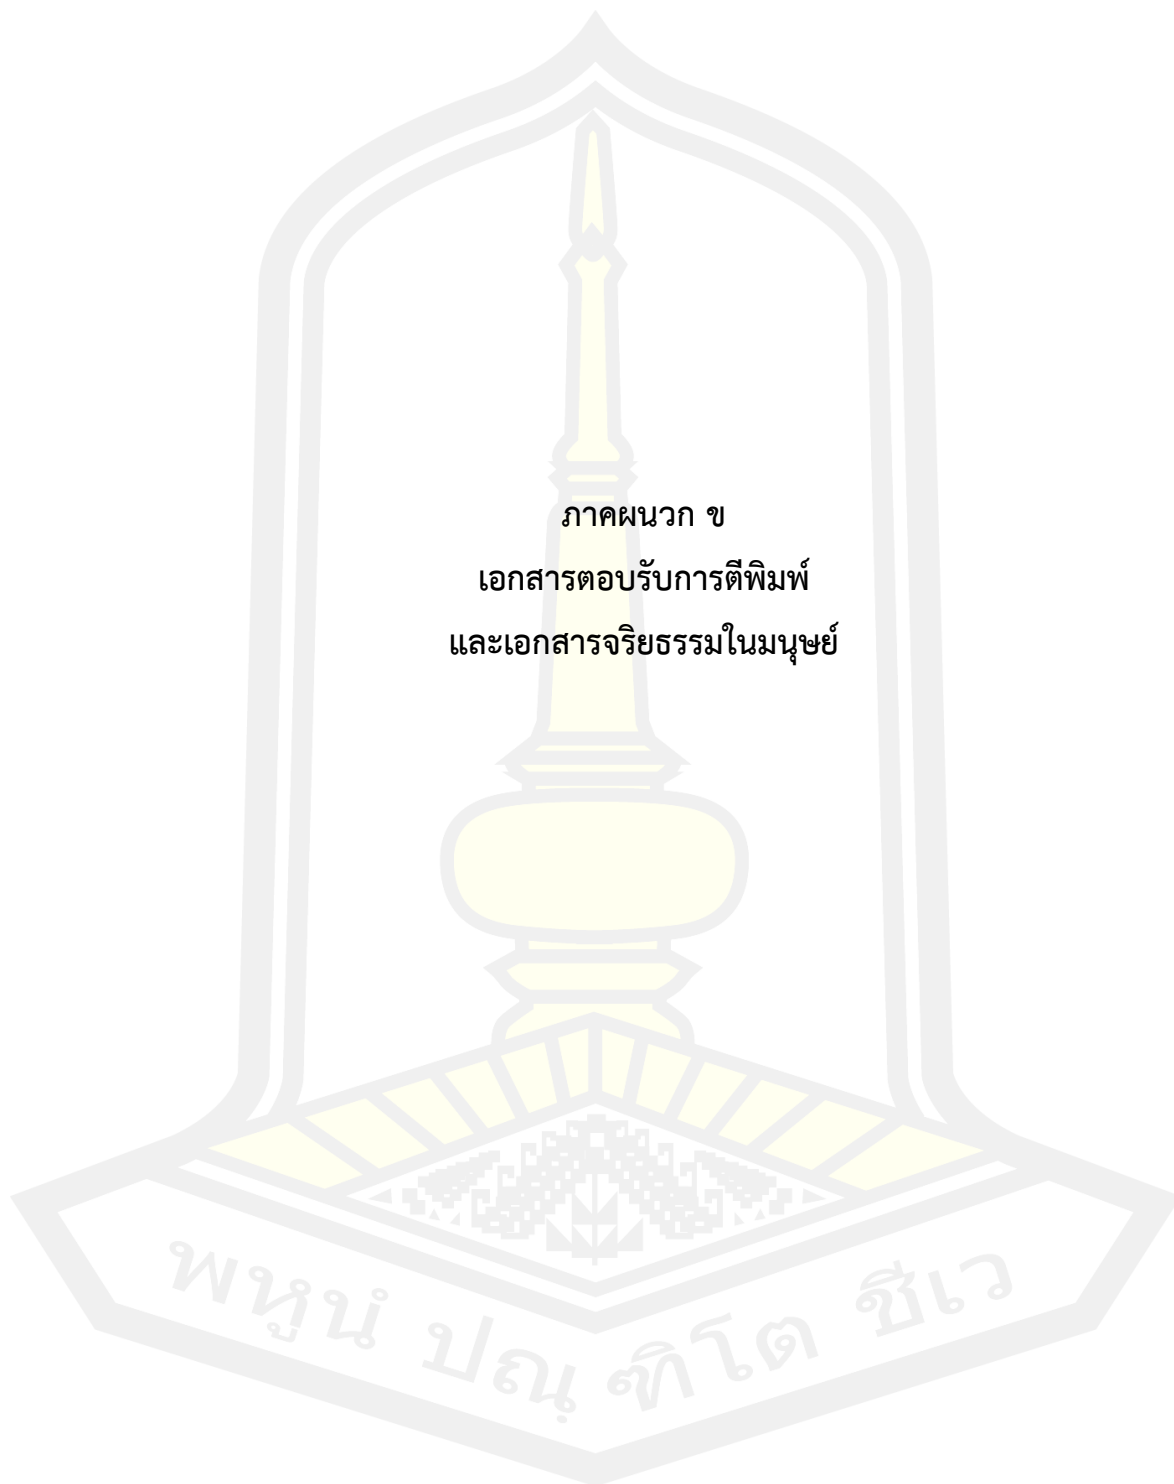 ภาคผนวก ข
เอกสารตอบรับการตีพิมพ์
และเอกสารจริยธรรมในมนุษย์
พหูนํ ปณฺฑิโต ชีเว